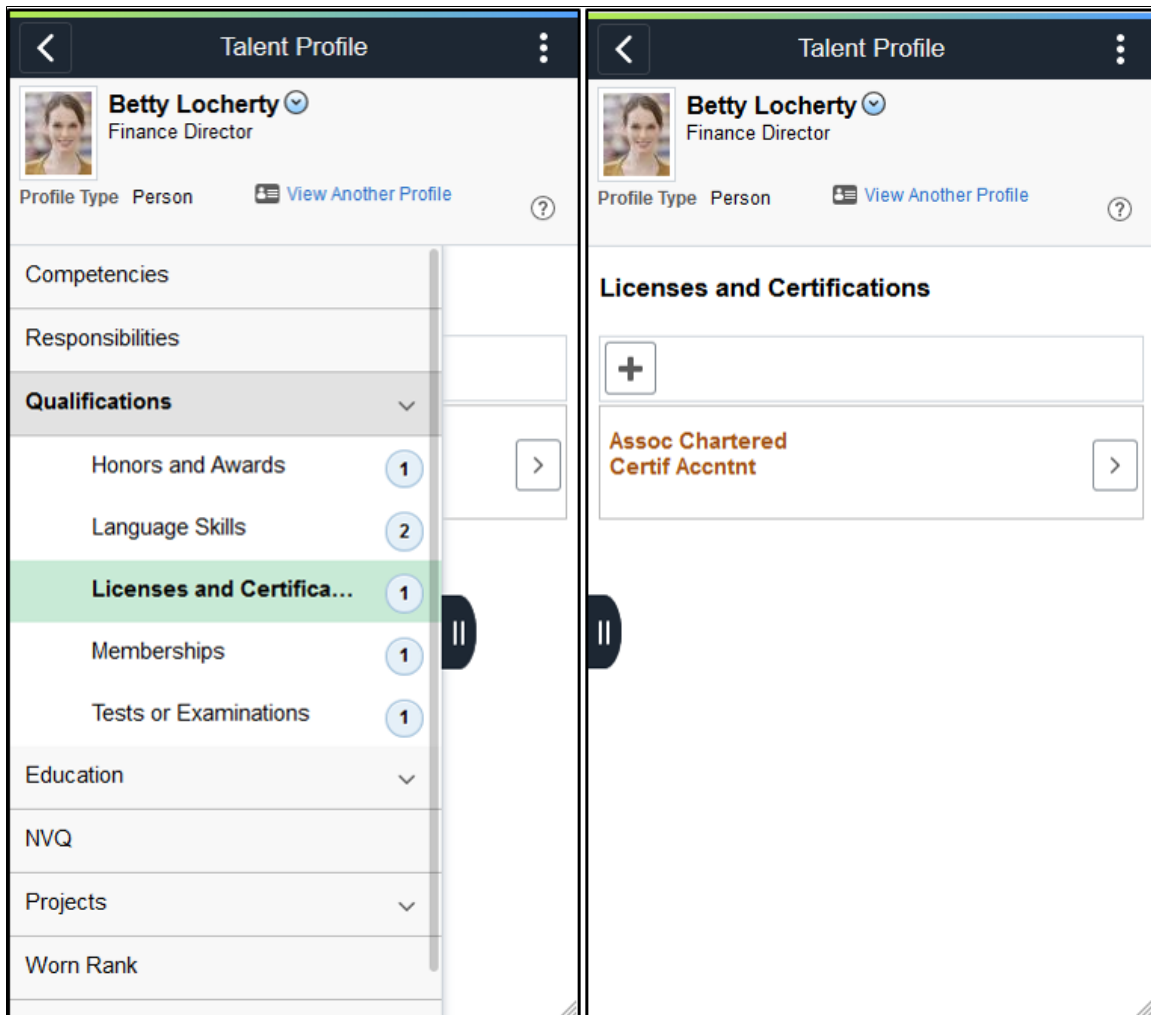 Talent Profile
Betty Locherty
Finance Director
Profile Type Person View Another Profile
?
Competencies
Responsibilities
Qualifications
Honors and Awards 1
Language Skills 2
Licenses and Certifica... 1
Memberships 1
Tests or Examinations 1
Education
NVQ
Projects
Worn Rank
Talent Profile
Betty Locherty
Finance Director
Profile Type Person View Another Profile
?
Licenses and Certifications
Assoc Chartered
Certif Accntnt